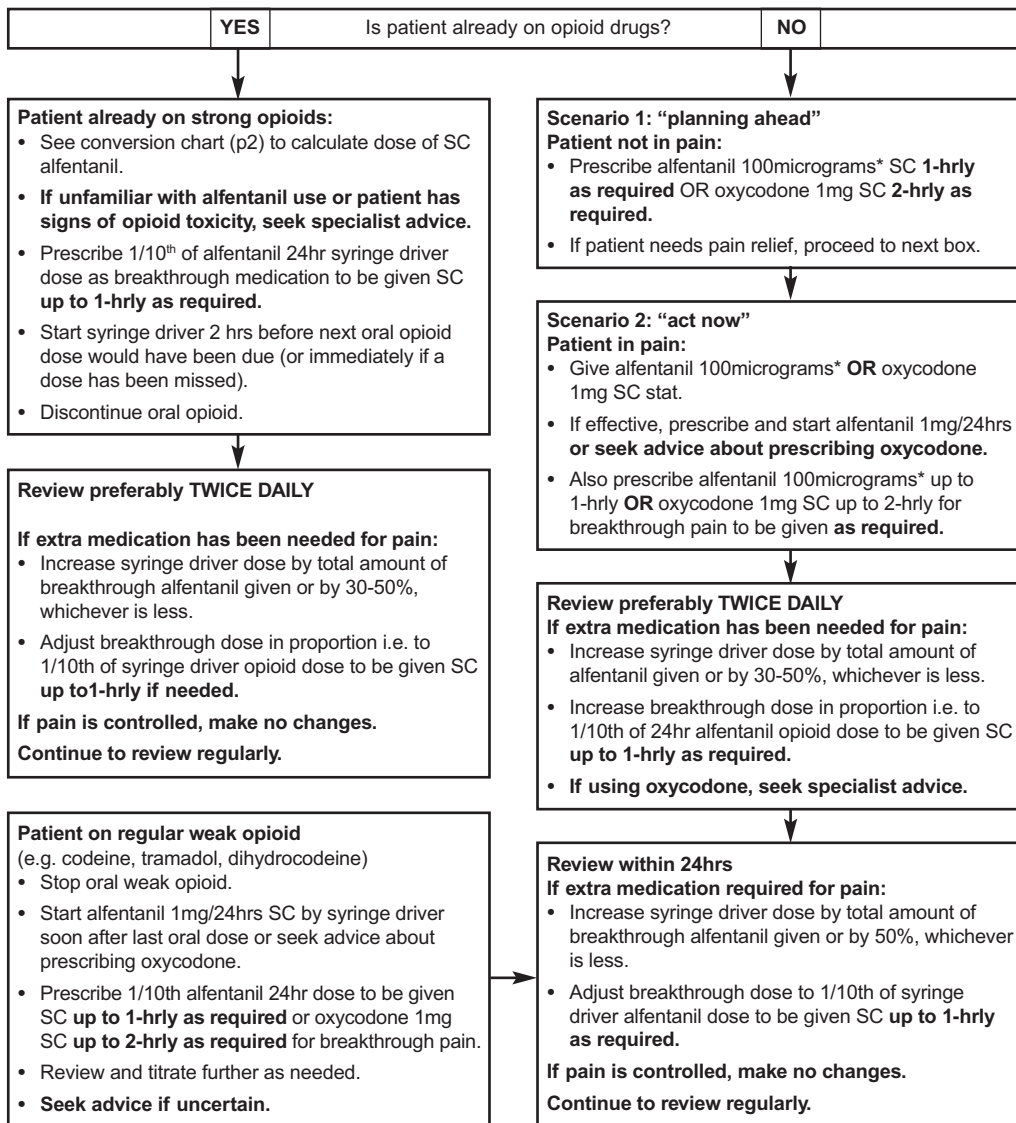 YES Is patient already on opioid drugs? NO
Patient already on strong opioids:
• See conversion chart (p2) to calculate dose of SC
alfentanil.
• If unfamiliar with alfentanil use or patient has
signs of opioid toxicity, seek specialist advice.
• Prescribe 1/10th of alfentanil 24hr syringe driver
dose as breakthrough medication to be given SC
up to 1-hrly as required.
• Start syringe driver 2 hrs before next oral opioid
dose would have been due (or immediately if a
dose has been missed).
• Discontinue oral opioid.
Review preferably TWICE DAILY
If extra medication has been needed for pain:
• Increase syringe driver dose by total amount of
breakthrough alfentanil given or by 30-50%,
whichever is less.
• Adjust breakthrough dose in proportion i.e. to
1/10th of syringe driver opioid dose to be given SC
up to1-hrly if needed.
If pain is controlled, make no changes.
Continue to review regularly.
Patient on regular weak opioid
(e.g. codeine, tramadol, dihydrocodeine)
• Stop oral weak opioid.
• Start alfentanil 1mg/24hrs SC by syringe driver
soon after last oral dose or seek advice about
prescribing oxycodone.
• Prescribe 1/10th alfentanil 24hr dose to be given
SC up to 1-hrly as required or oxycodone 1mg
SC up to 2-hrly as required for breakthrough pain.
• Review and titrate further as needed.
• Seek advice if uncertain.
Scenario 1: “planning ahead”
Patient not in pain:
• Prescribe alfentanil 100micrograms* SC 1-hrly
as required OR oxycodone 1mg SC 2-hrly as
required.
• If patient needs pain relief, proceed to next box.
Scenario 2: “act now”
Patient in pain:
• Give alfentanil 100micrograms* OR oxycodone
1mg SC stat.
• If effective, prescribe and start alfentanil 1mg/24hrs
or seek advice about prescribing oxycodone.
• Also prescribe alfentanil 100micrograms* up to
1-hrly OR oxycodone 1mg SC up to 2-hrly for
breakthrough pain to be given as required.
Review preferably TWICE DAILY
If extra medication has been needed for pain:
• Increase syringe driver dose by total amount of
alfentanil given or by 30-50%, whichever is less.
• Increase breakthrough dose in proportion i.e. to
1/10th of 24hr alfentanil opioid dose to be given SC
up to 1-hrly as required.
• If using oxycodone, seek specialist advice.
Review within 24hrs
If extra medication required for pain:
• Increase syringe driver dose by total amount of
breakthrough alfentanil given or by 50%, whichever
is less.
• Adjust breakthrough dose to 1/10th of syringe
driver alfentanil dose to be given SC up to 1-hrly
as required.
If pain is controlled, make no changes.
Continue to review regularly.